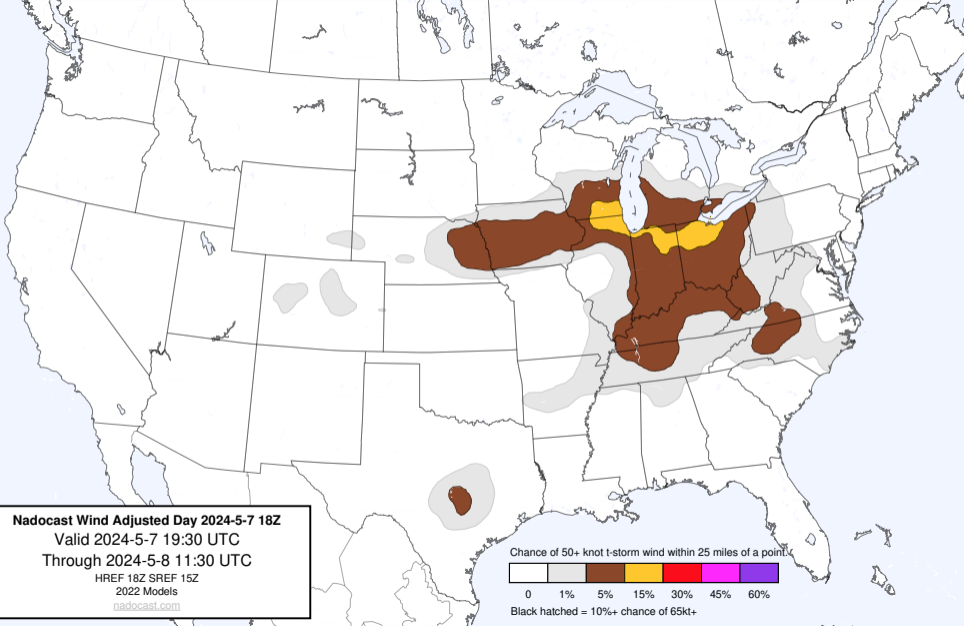 Nadocast Wind Adjusted Day 2024-5-7 18Z
Valid 2024-5-7 19:30 UTC
Through 2024-5-8 11:30 UTC
HREF 18Z SREF 15Z
2022 Models
nadocast.com
Chance of 50+ knot t-storm wind within 25 miles of a point.
0 1% 5% 15% 30% 45% 60%
Black hatched = 10%+ chance of 65kt+